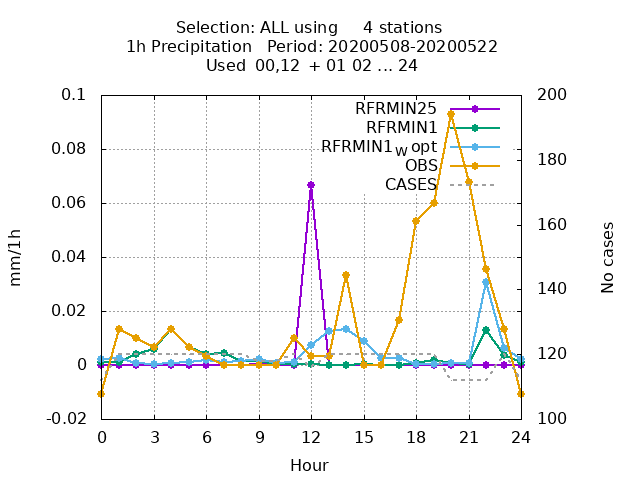 Selection: ALL using     4 stations
1h Precipitation   Period: 20200508-20200522
Used  00,12  + 01 02 ... 24
RFRMIN25
RFRMIN1
RFRMIN1w opt
OBS
CASES
0.1
0.08
0.06
0.04
0.02
0
-0.02
mm/1h
200
180
160
140
120
100
No cases
0 3 6 9 12 15 18 21 24
Hour